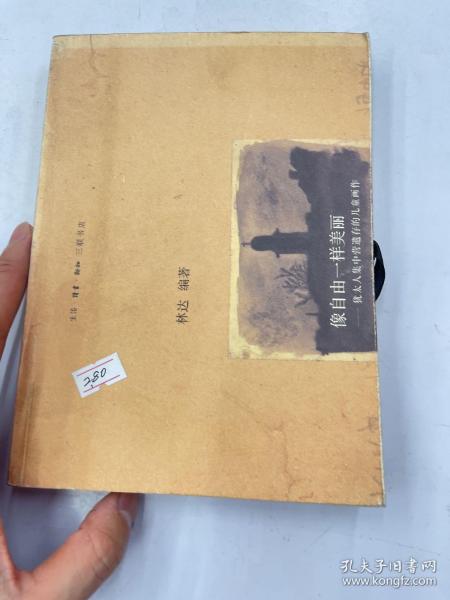 像自由一样美丽
——犹太人集中营遗存的儿童画作
林达 编著
生活·读书·新知三联书店
2,80
孔夫子旧书网
www.kongfz.com